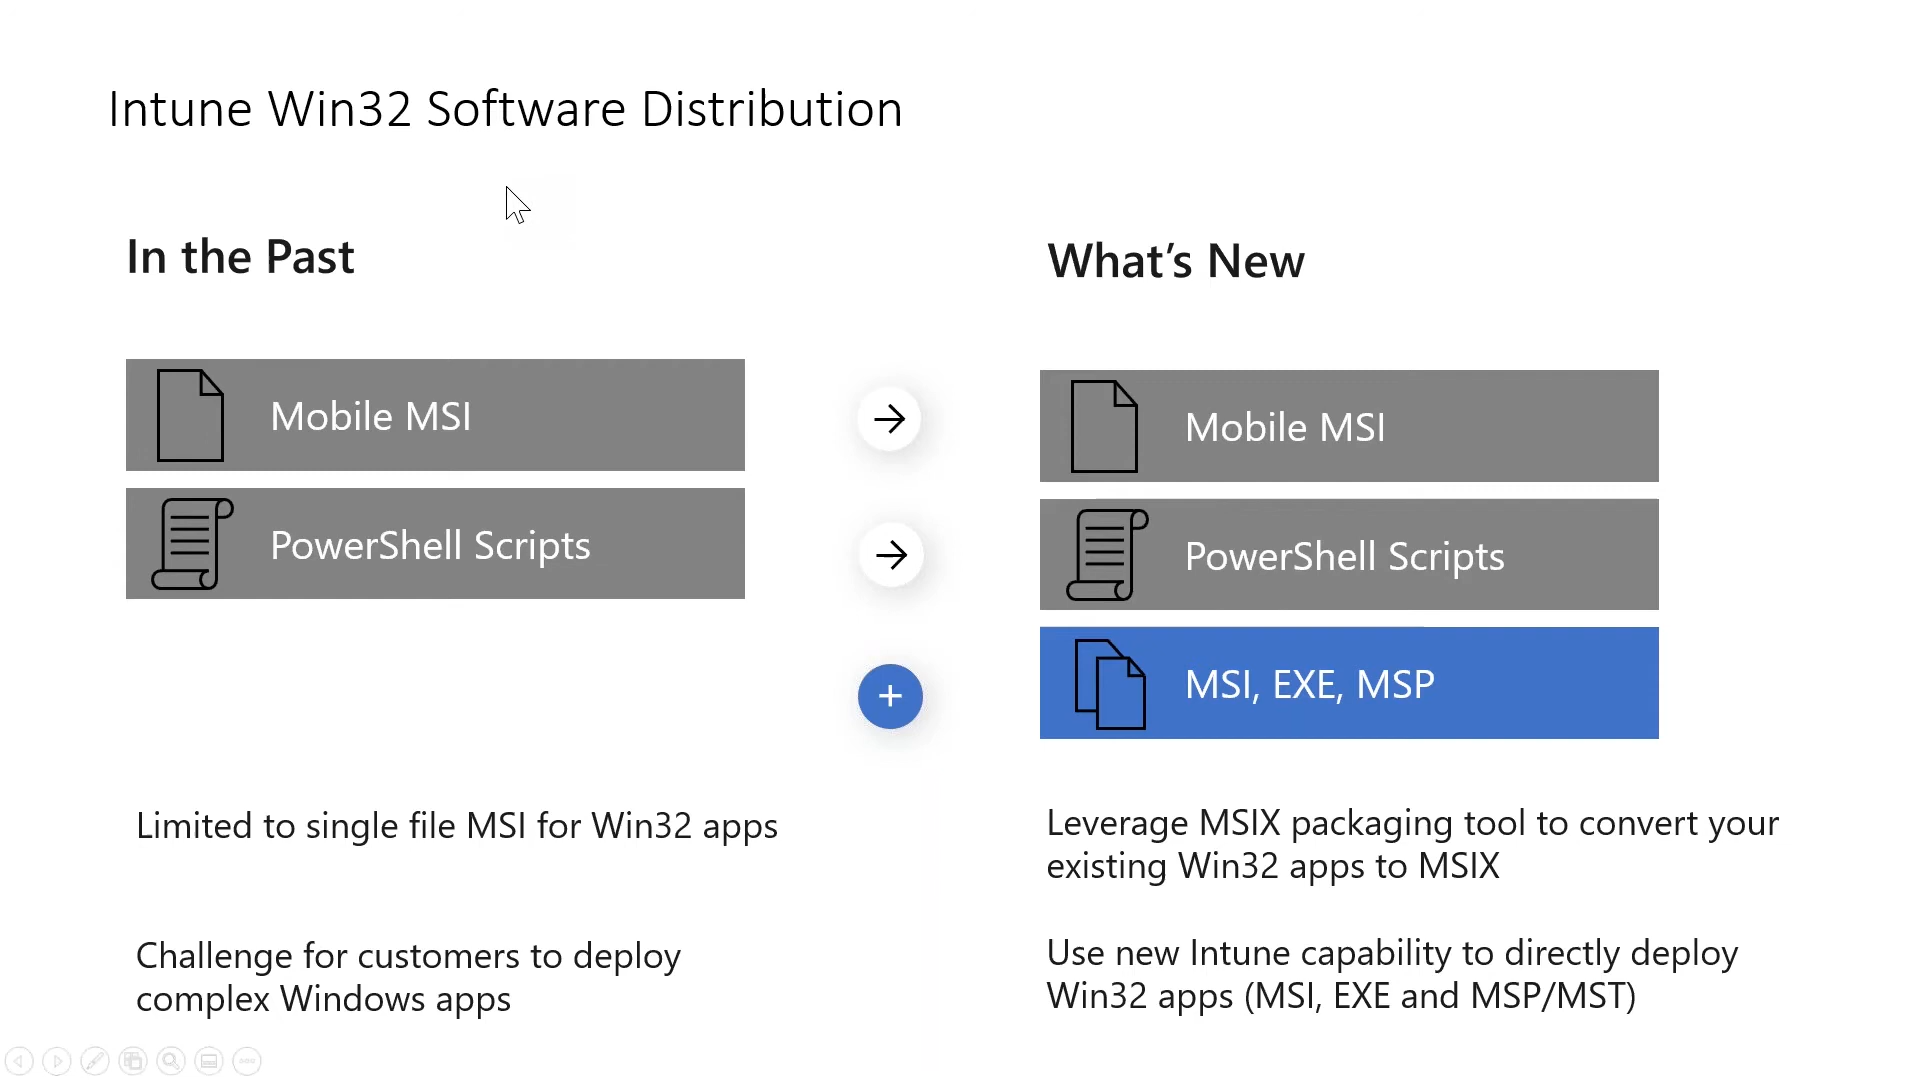 Intune Win32 Software Distribution
In the Past
Mobile MSI
PowerShell Scripts
Limited to single file MSI for Win32 apps
Challenge for customers to deploy
complex Windows apps
What’s New
Mobile MSI
PowerShell Scripts
MSI, EXE, MSP
Leverage MSIX packaging tool to convert your
existing Win32 apps to MSIX
Use new Intune capability to directly deploy
Win32 apps (MSI, EXE and MSP/MST)